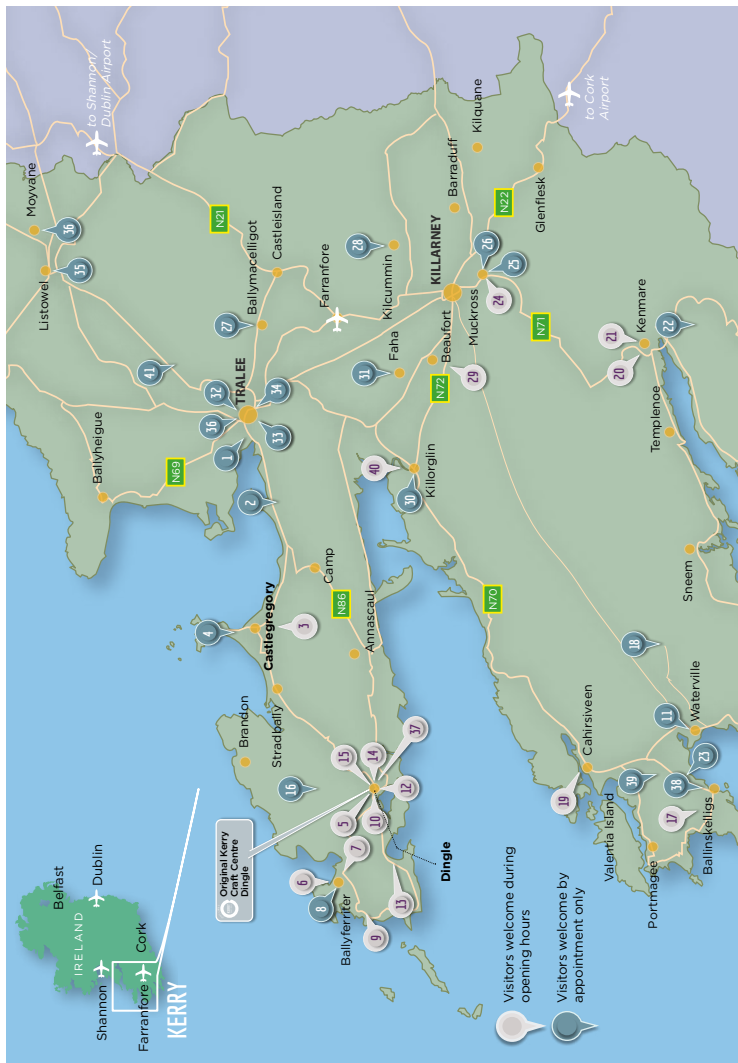 Belfast
Dublin
IRELAND
Shannon
Cork
Farranfore
KERRY
Original Kerry
Craft Centre
Dingle
to Shannon/
Dublin Airport
to Cork
Airport
Moyvane
36
Listowel
35
N21
41
Ballyheigue
N69
Ballymacelligot
27
Castleisland
TRALEE
32
36
1
33
34
2
Farranfore
28
Kilcummin
Kilquane
Barraduff
N22
Glenflesk
KILLARNEY
26
25
24
Muckross
N71
Beaufort
N72
29
Faha
31
40
30
Killorglin
Kenmare
21
20
22
Templenoe
Sneem
4
Castlegregory
3
Camp
N86
Annascaul
Stradbally
Brandon
16
15
14
37
5
10
12
7
6
8
Ballyferriter
9
13
Dingle
N70
18
Waterville
11
Cahirsiveen
19
Valentia Island
39
38
23
17
Portmagee
Ballinskelligs
Visitors welcome during
opening hours
Visitors welcome by
appointment only